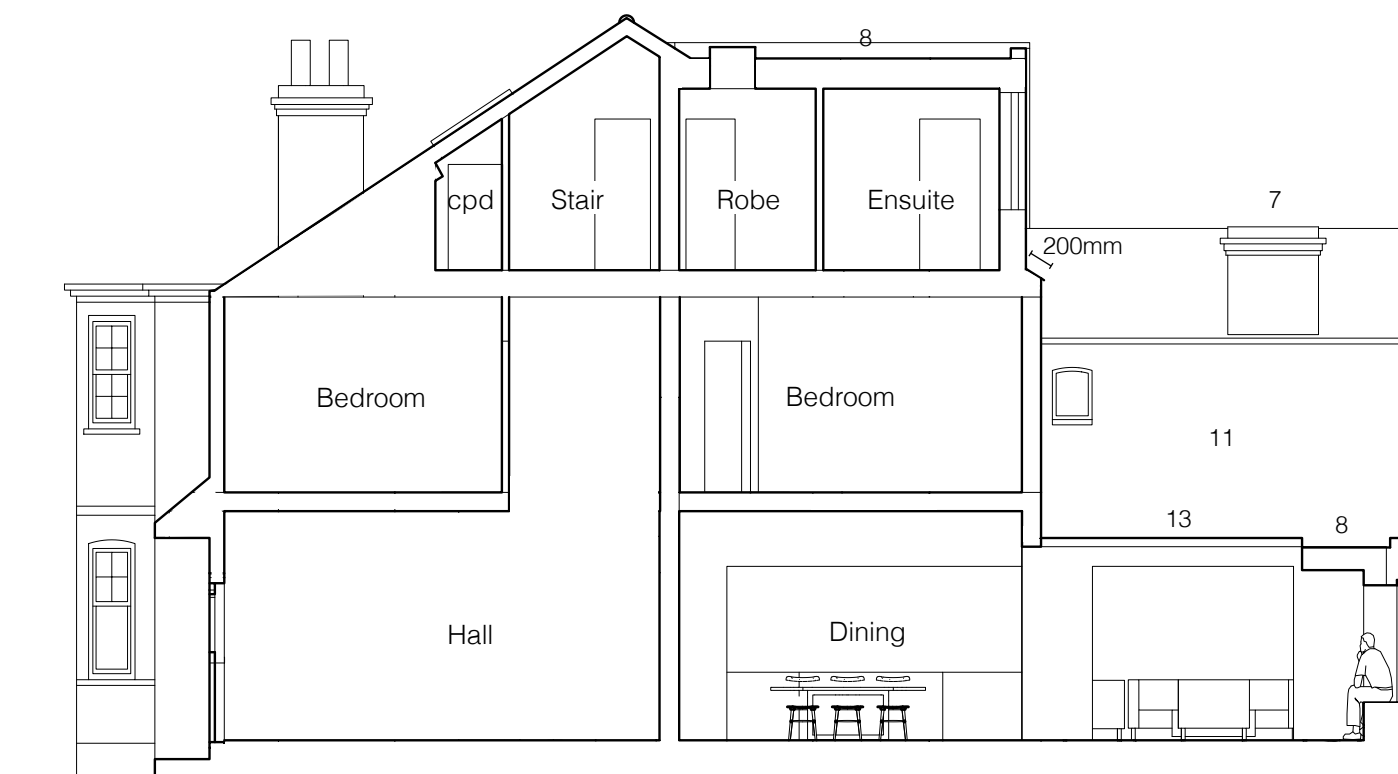 8
7
cpd
Stair
Robe
Ensuite
200mm
Bedroom
Bedroom
11
13
8
Hall
Dining